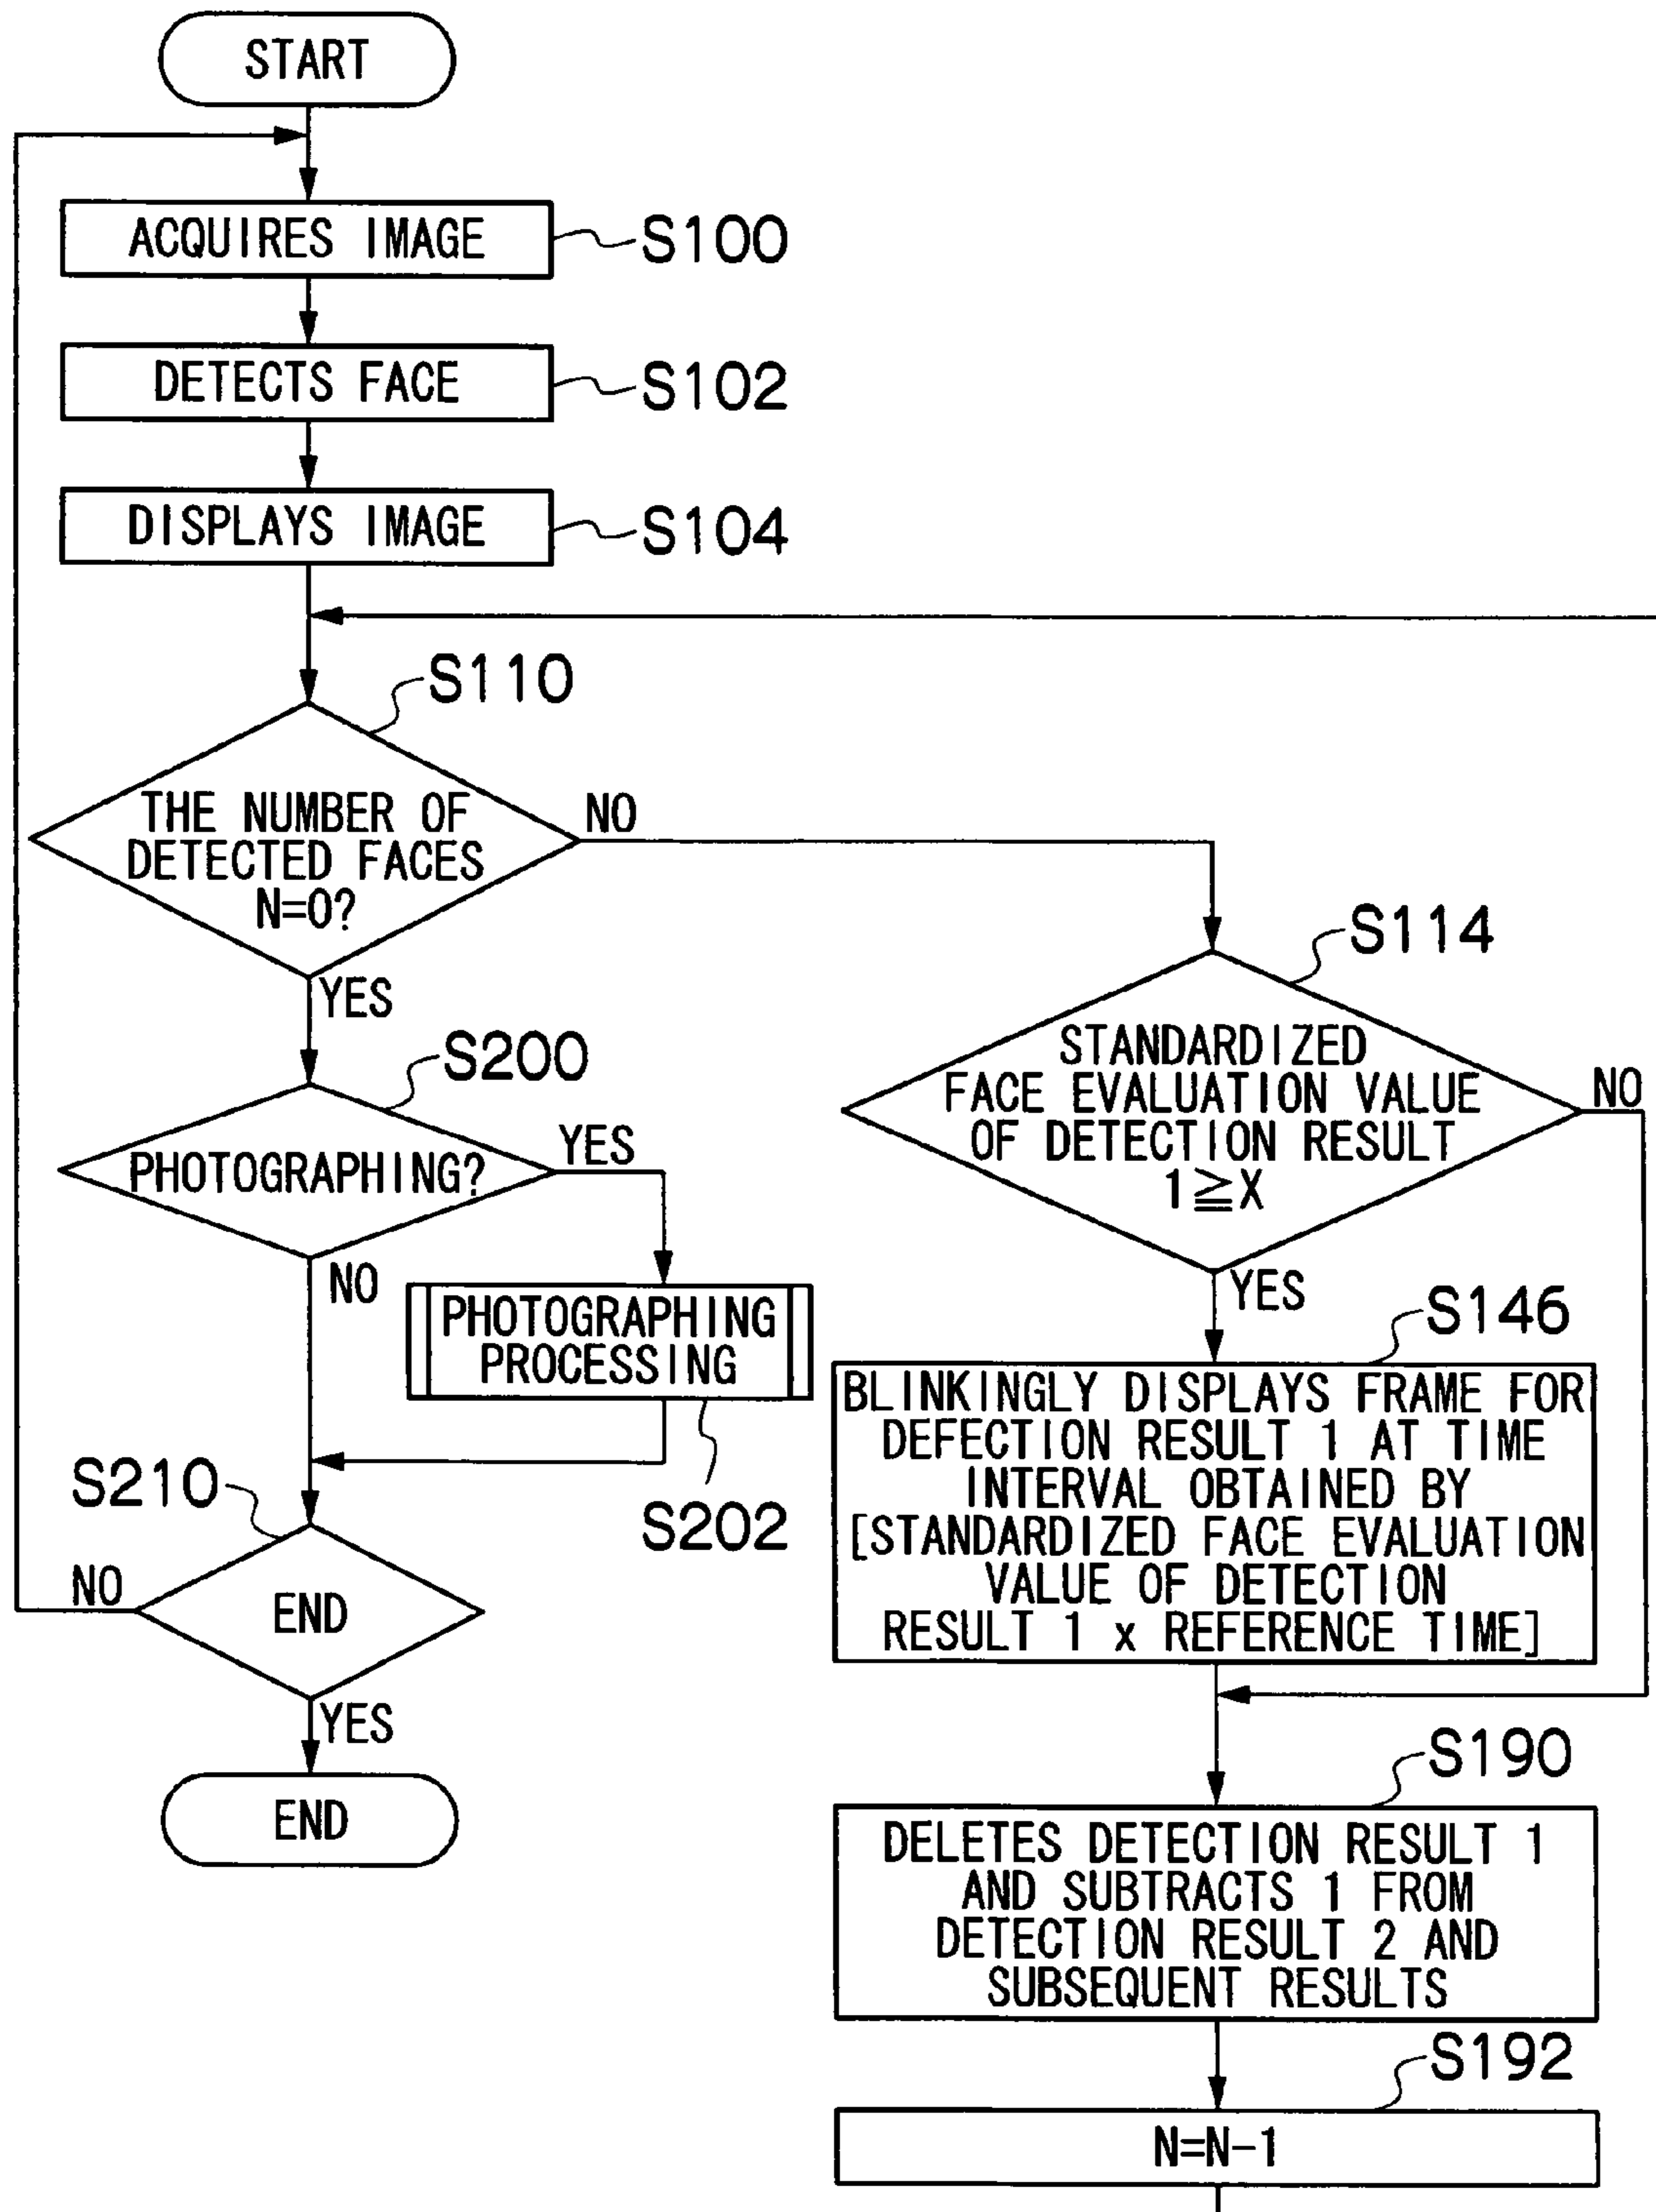 START
ACQUIRES IMAGE
S100
DETECTS FACE
S102
DISPLAYS IMAGE
S104
S110
THE NUMBER OF
DETECTED FACES
N=0?
NO
YES
S200
PHOTOGRAPHING?
YES
NO
PHOTOGRAPHING
PROCESSING
S202
S210
END
NO
YES
END
S114
STANDARDIZED
FACE EVALUATION VALUE
OF DETECTION RESULT
1≧X
NO
YES
S146
BLINKINGLY DISPLAYS FRAME FOR
DEFECTION RESULT 1 AT TIME
INTERVAL OBTAINED BY
[STANDARDIZED FACE EVALUATION
VALUE OF DETECTION
RESULT 1 x REFERENCE TIME]
S190
DELETES DETECTION RESULT 1
AND SUBTRACTS 1 FROM
DETECTION RESULT 2 AND
SUBSEQUENT RESULTS
S192
N=N-1